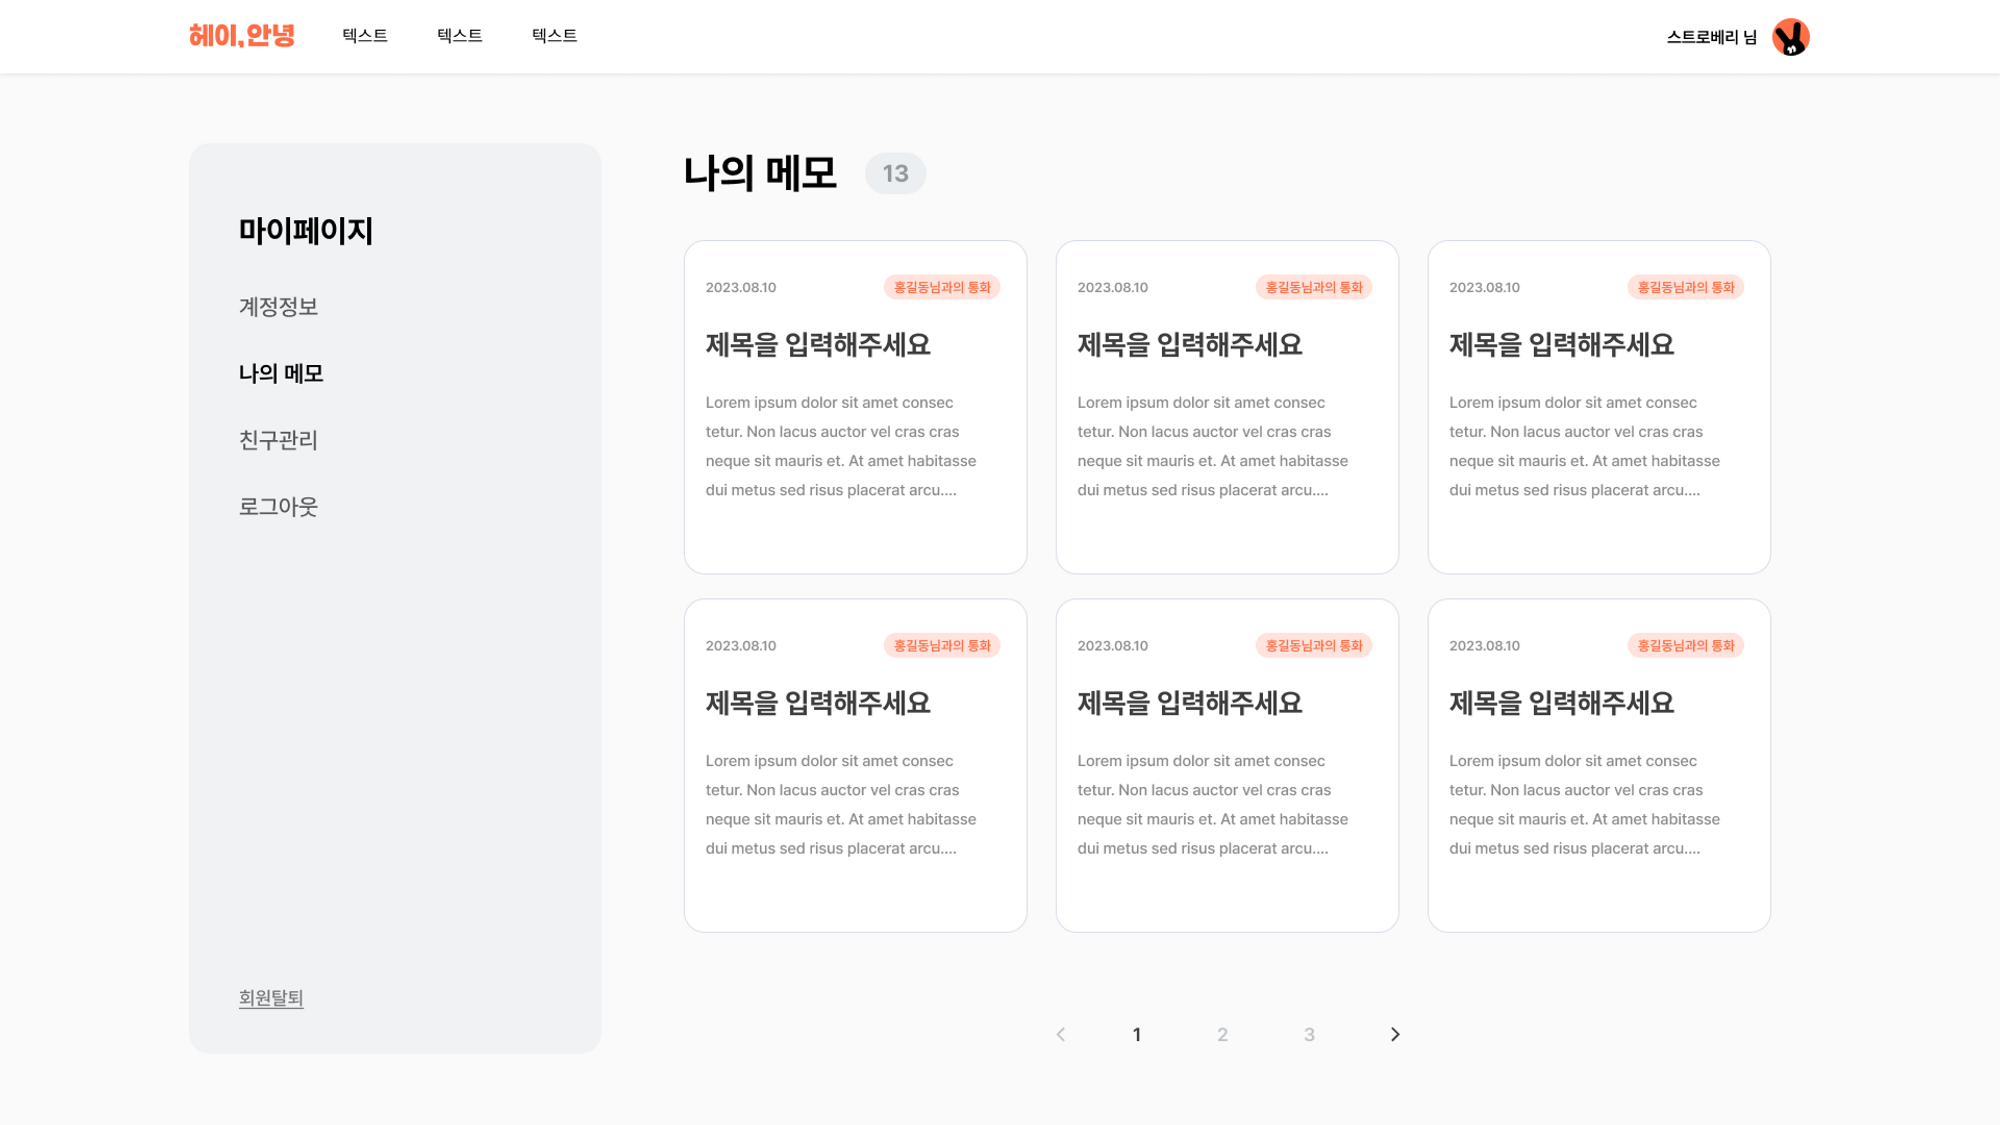 헤이,안녕
텍스트
텍스트
텍스트
스트로베리 님
마이페이지
계정정보
나의 메모
친구관리
로그아웃
회원탈퇴
나의 메모
13
2023.08.10
홍길동님과의 통화
제목을 입력해주세요
Lorem ipsum dolor sit amet consec
tetur. Non lacus auctor vel cras cras
neque sit mauris et. At amet habitasse
dui metus sed risus placerat arcu....
2023.08.10
홍길동님과의 통화
제목을 입력해주세요
Lorem ipsum dolor sit amet consec
tetur. Non lacus auctor vel cras cras
neque sit mauris et. At amet habitasse
dui metus sed risus placerat arcu....
2023.08.10
홍길동님과의 통화
제목을 입력해주세요
Lorem ipsum dolor sit amet consec
tetur. Non lacus auctor vel cras cras
neque sit mauris et. At amet habitasse
dui metus sed risus placerat arcu....
2023.08.10
홍길동님과의 통화
제목을 입력해주세요
Lorem ipsum dolor sit amet consec
tetur. Non lacus auctor vel cras cras
neque sit mauris et. At amet habitasse
dui metus sed risus placerat arcu....
2023.08.10
홍길동님과의 통화
제목을 입력해주세요
Lorem ipsum dolor sit amet consec
tetur. Non lacus auctor vel cras cras
neque sit mauris et. At amet habitasse
dui metus sed risus placerat arcu....
2023.08.10
홍길동님과의 통화
제목을 입력해주세요
Lorem ipsum dolor sit amet consec
tetur. Non lacus auctor vel cras cras
neque sit mauris et. At amet habitasse
dui metus sed risus placerat arcu....
1 2 3